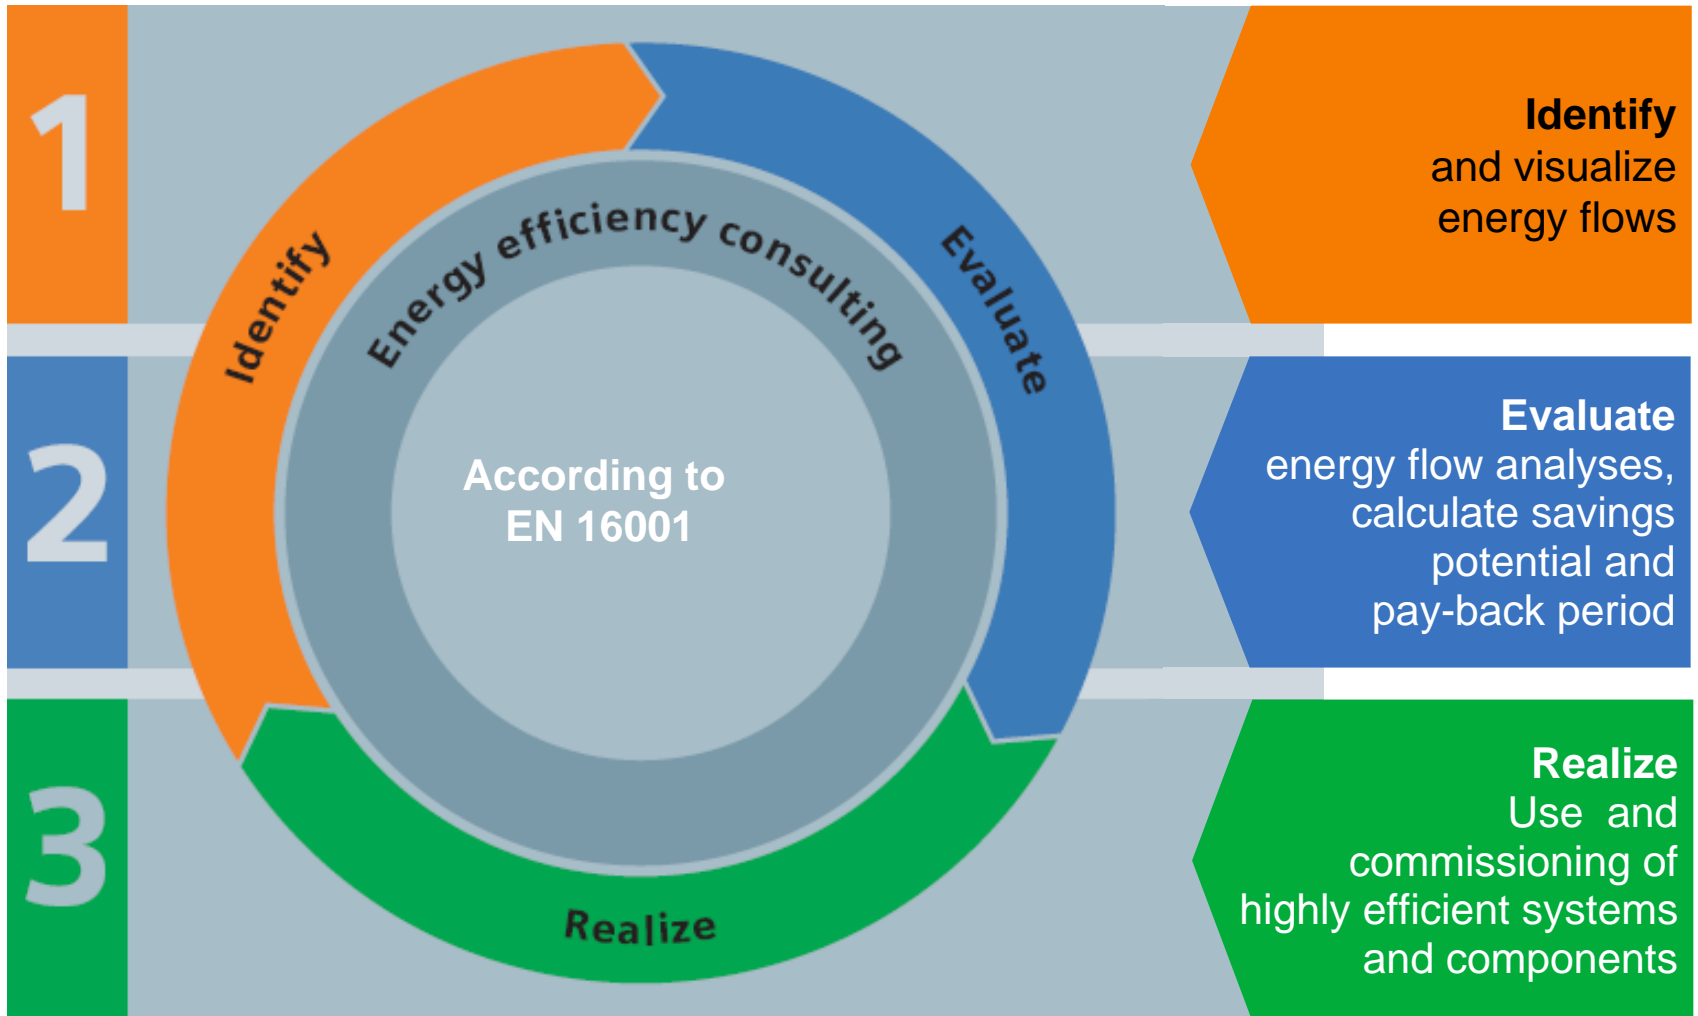 1
Identify
and visualize
energy flows
Energy efficiency consulting
Identify
Evaluate
2
According to
EN 16001
Evaluate
energy flow analyses,
calculate savings
potential and
pay-back period
3
Realize
Realize
Use  and
commissioning of
highly efficient systems
and components